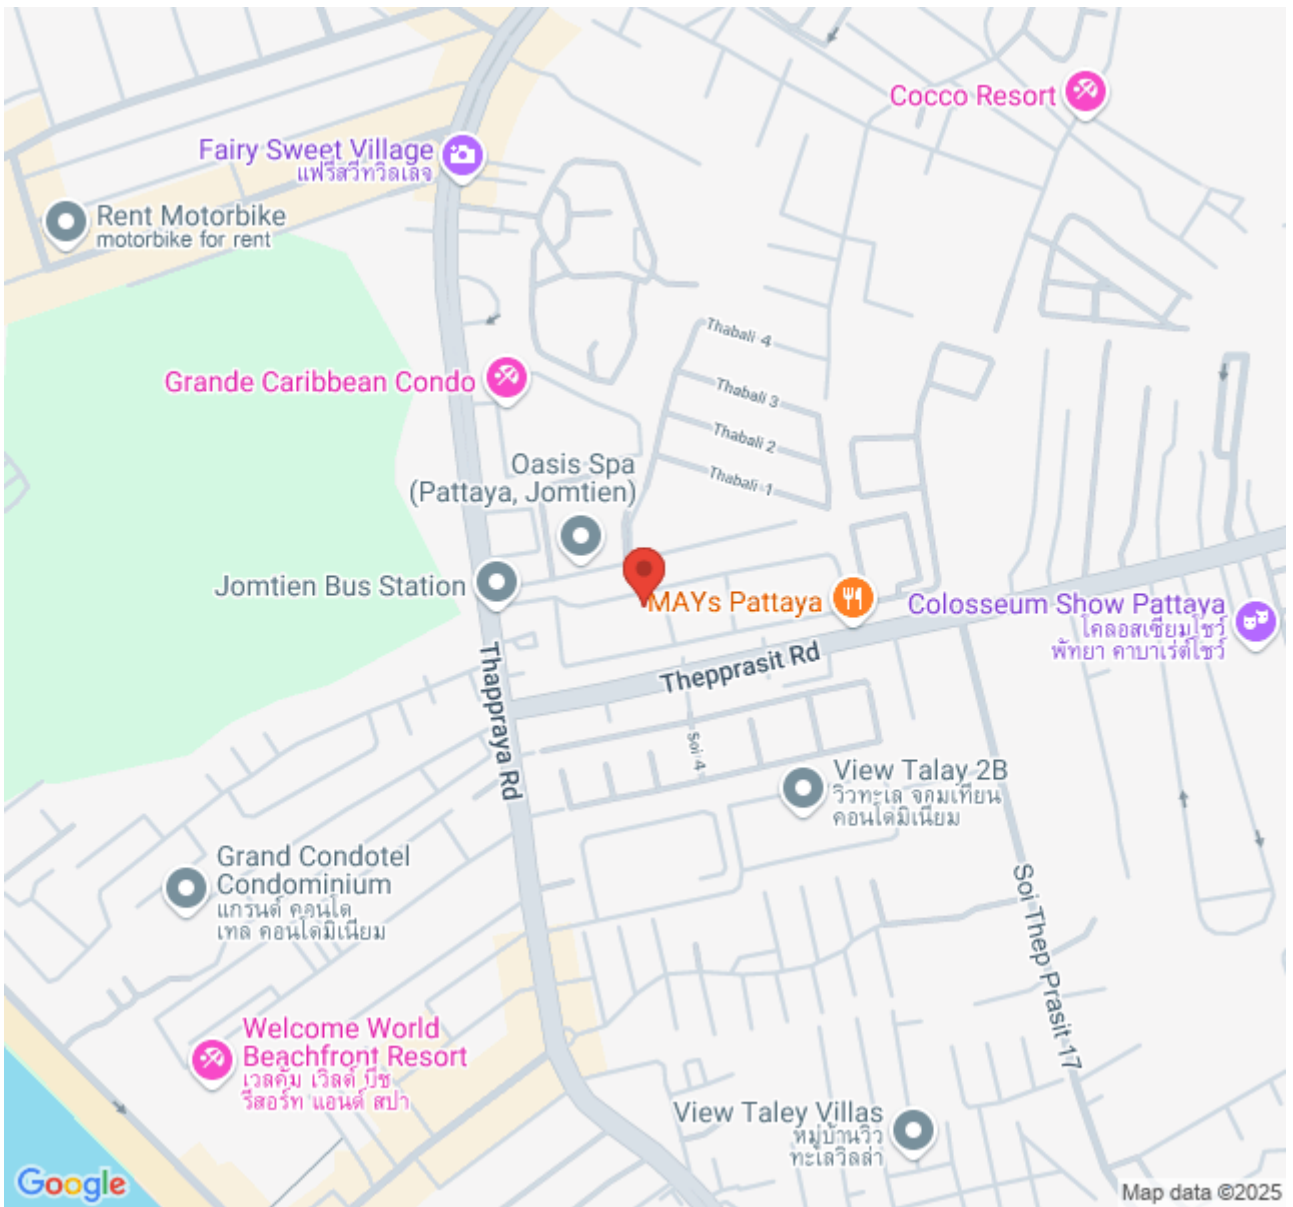 Cocco Resort
Fairy Sweet Village
แฟรีสวีทวิลเลจ
Rent Motorbike
motorbike for rent
Thabali 4
Grande Caribbean Condo
Thabali 3
Thabali 2
Oasis Spa
(Pattaya, Jomtien)
Thabali 1
Jomtien Bus Station
MAYs Pattaya
Colosseum Show Pattaya
โคลอสเซียมโชว์
พัทยา คาบาเร่ต์โชว์
Thepprasit Rd
Thappraya Rd
Soi 4
View Talay 2B
วิวทะเล จอมเทียน
คอนโดมิเนียม
Grand Condotel
Condominium
แกรนด์ คอนโด
เทล คอนโดมิเนียม
Soi Thep Prasit 17
Welcome World
Beachfront Resort
เวลคัม เวิลด์ บีช
รีสอร์ท แอนด์ สปา
View Taley Villas
หมู่บ้านวิว
ทะเลวิลล่า
Google
Map data ©2025